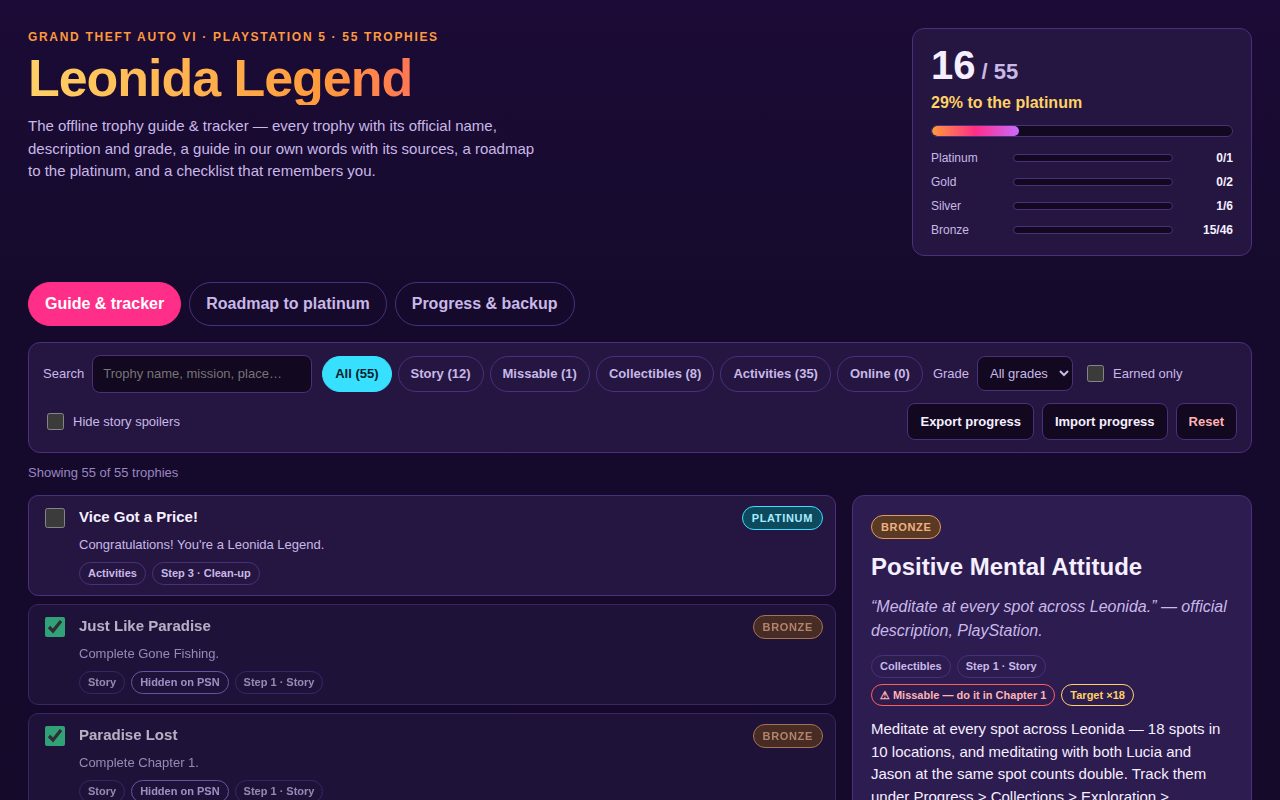 GRAND THEFT AUTO VI · PLAYSTATION 5 · 55 TROPHIES
Leonida Legend
The offline trophy guide & tracker — every trophy with its official name,
description and grade, a guide in our own words with its sources, a roadmap
to the platinum, and a checklist that remembers you.
16 / 55
29% to the platinum
Platinum 0/1
Gold 0/2
Silver 1/6
Bronze 15/46
Guide & tracker
Roadmap to platinum
Progress & backup
Search Trophy name, mission, place… All (55) Story (12) Missable (1) Collectibles (8) Activities (35) Online (0) Grade All grades Earned only
Hide story spoilers Export progress Import progress Reset
Showing 55 of 55 trophies
Vice Got a Price! PLATINUM
Congratulations! You're a Leonida Legend.
Activities Step 3 · Clean-up
Just Like Paradise BRONZE
Complete Gone Fishing.
Story Hidden on PSN Step 1 · Story
Paradise Lost BRONZE
Complete Chapter 1.
Story Hidden on PSN Step 1 · Story
BRONZE
Positive Mental Attitude
“Meditate at every spot across Leonida.” — official
description, PlayStation.
Collectibles Step 1 · Story
⚠ Missable — do it in Chapter 1 Target ×18
Meditate at every spot across Leonida — 18 spots in
10 locations, and meditating with both Lucia and
Jason at the same spot counts double. Track them
under Progress > Collections > Exploration >